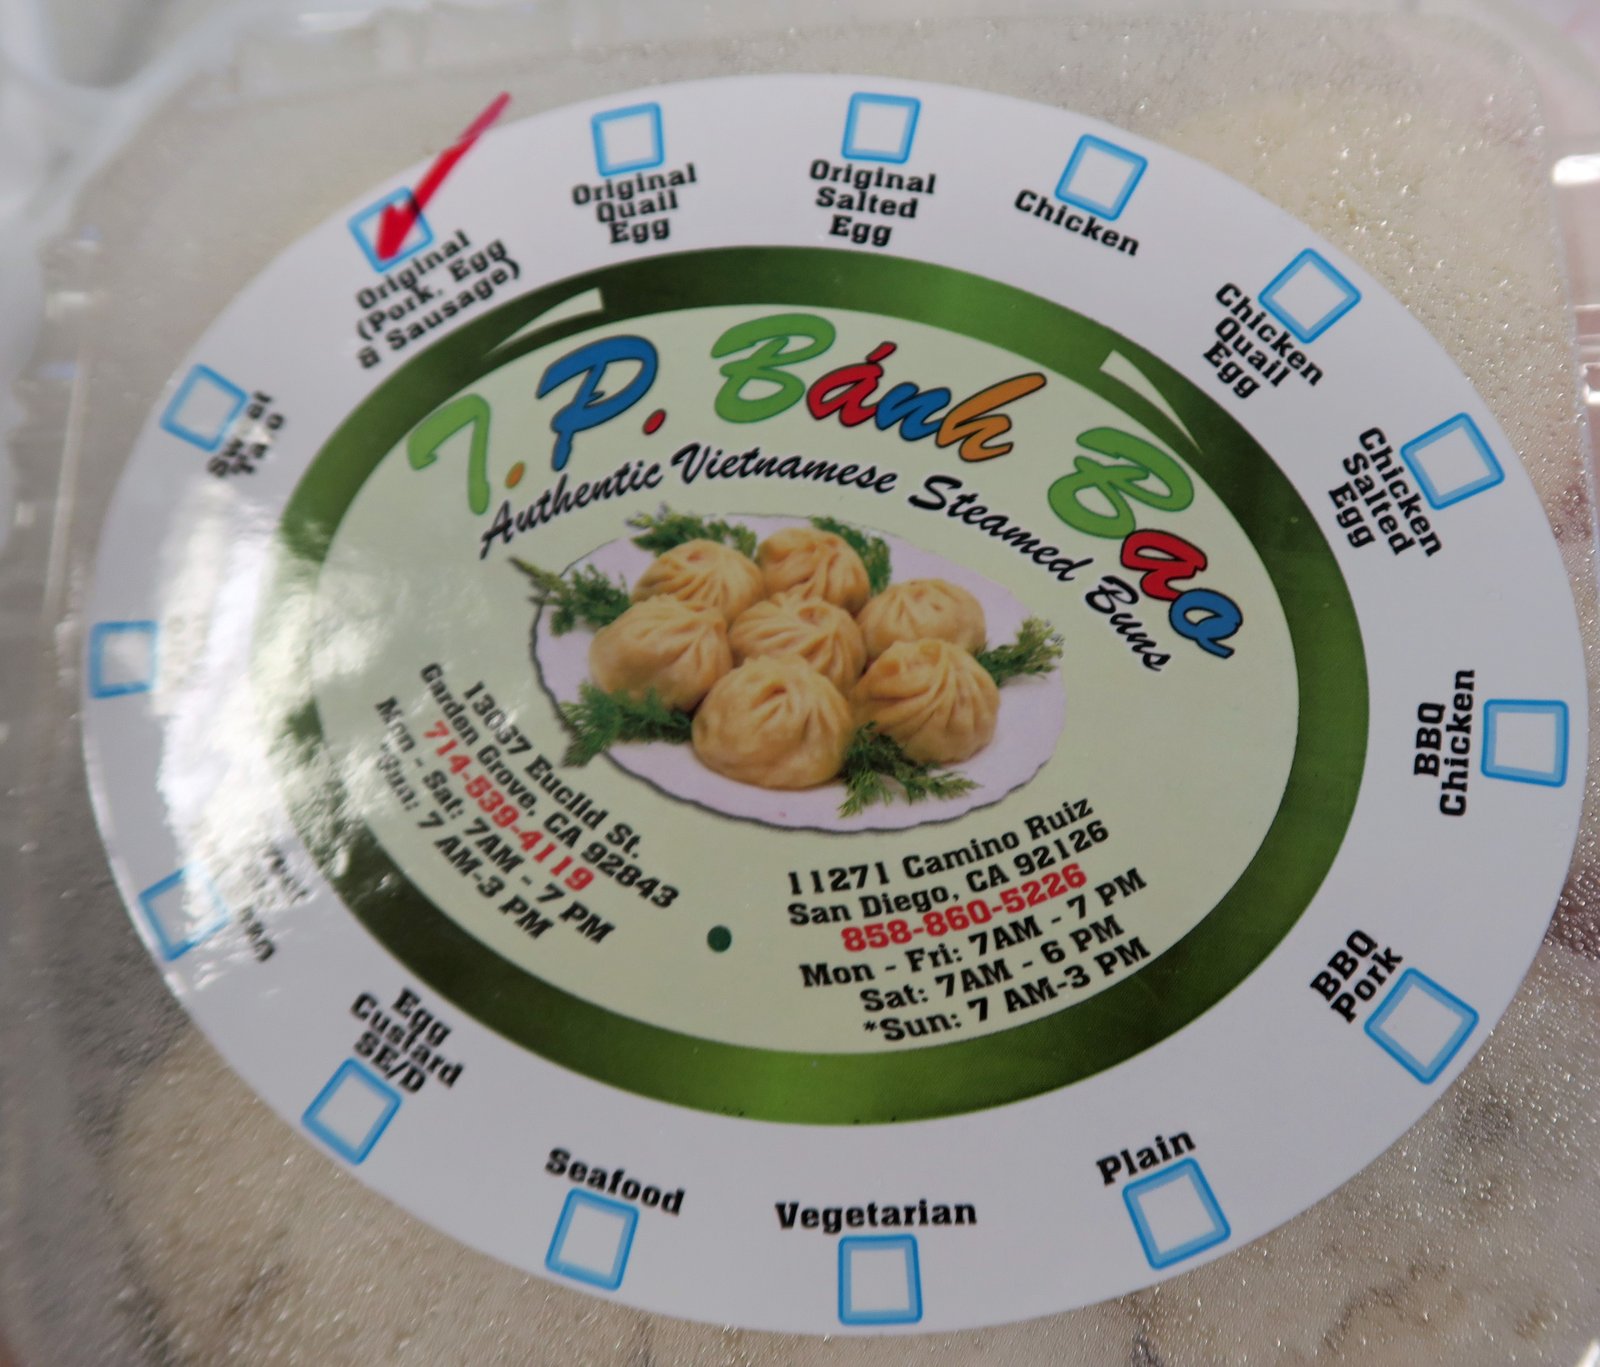 T.P. Bánh Bao
Authentic Vietnamese Steamed Buns
13037 Euclid St.
Garden Grove, CA 92843
714-539-4119
Mon - Sat: 7AM - 7 PM
*Sun: 7 AM-3 PM
11271 Camino Ruiz
San Diego, CA 92126
858-860-5226
Mon - Fri: 7AM - 7 PM
Sat: 7AM - 6 PM
*Sun: 7 AM-3 PM
Original
(Pork, Egg
& Sausage)
Original
Quail
Egg
Original
Salted
Egg
Chicken
Chicken
Quail
Egg
Chicken
Salted
Egg
BBQ
Chicken
BBQ
Pork
Plain
Vegetarian
Seafood
Egg
Custard
SE/D